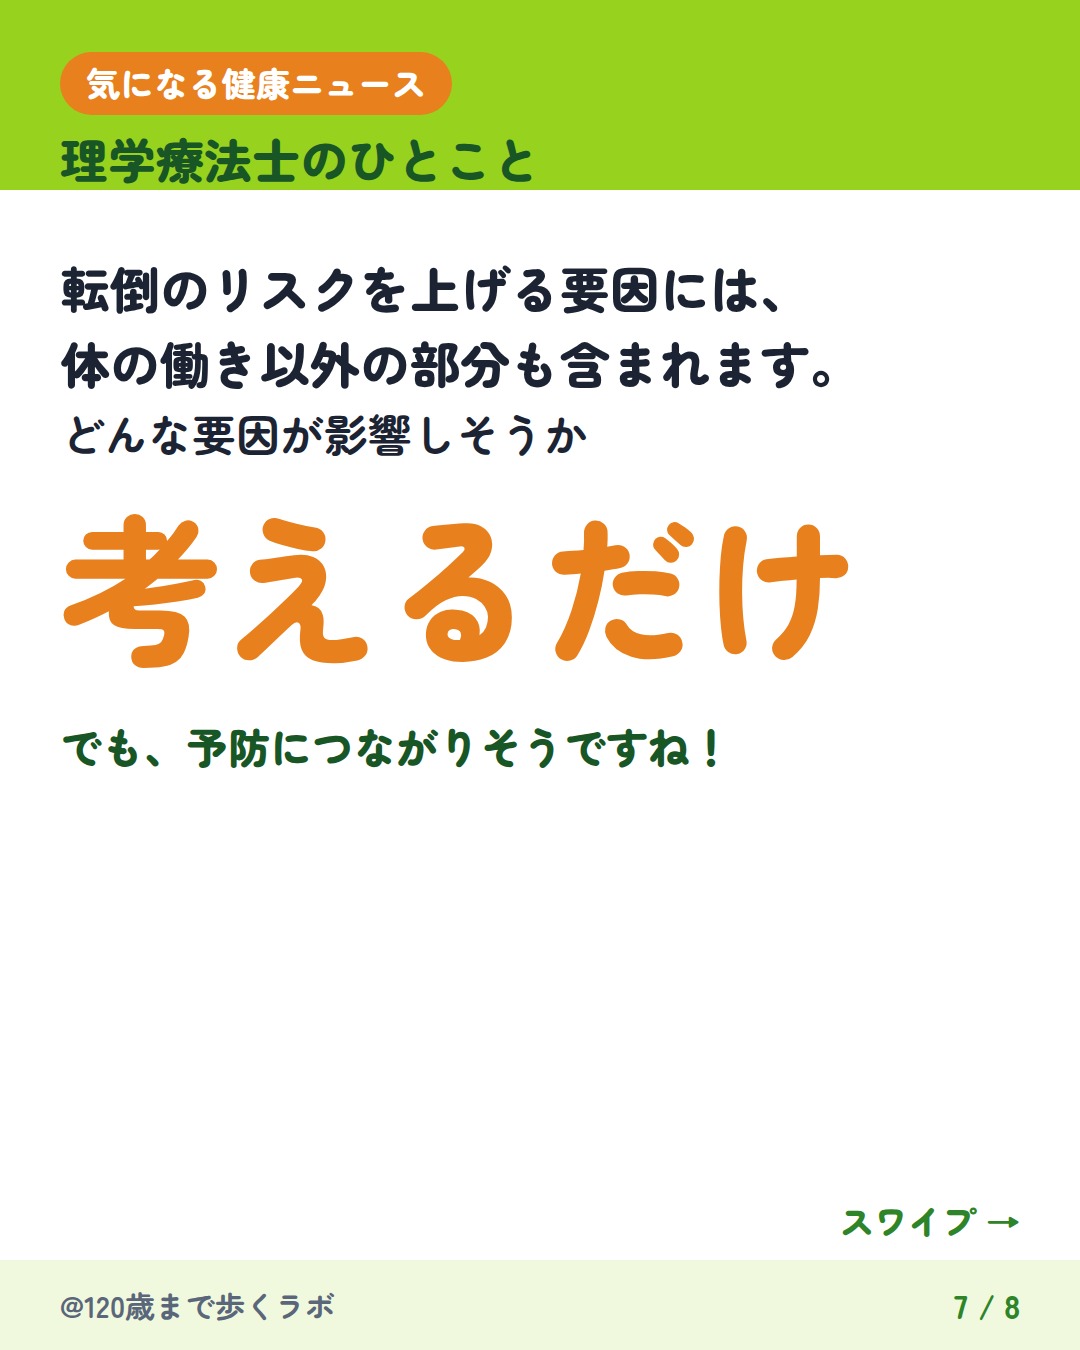 気になる健康ニュース
理学療法士のひとこと
転倒のリスクを上げる要因には、
体の働き以外の部分も含まれます。
どんな要因が影響しそうか
考えるだけ
でも、予防につながりそうですね！
スワイプ →
@120歳まで歩くラボ
7 / 8